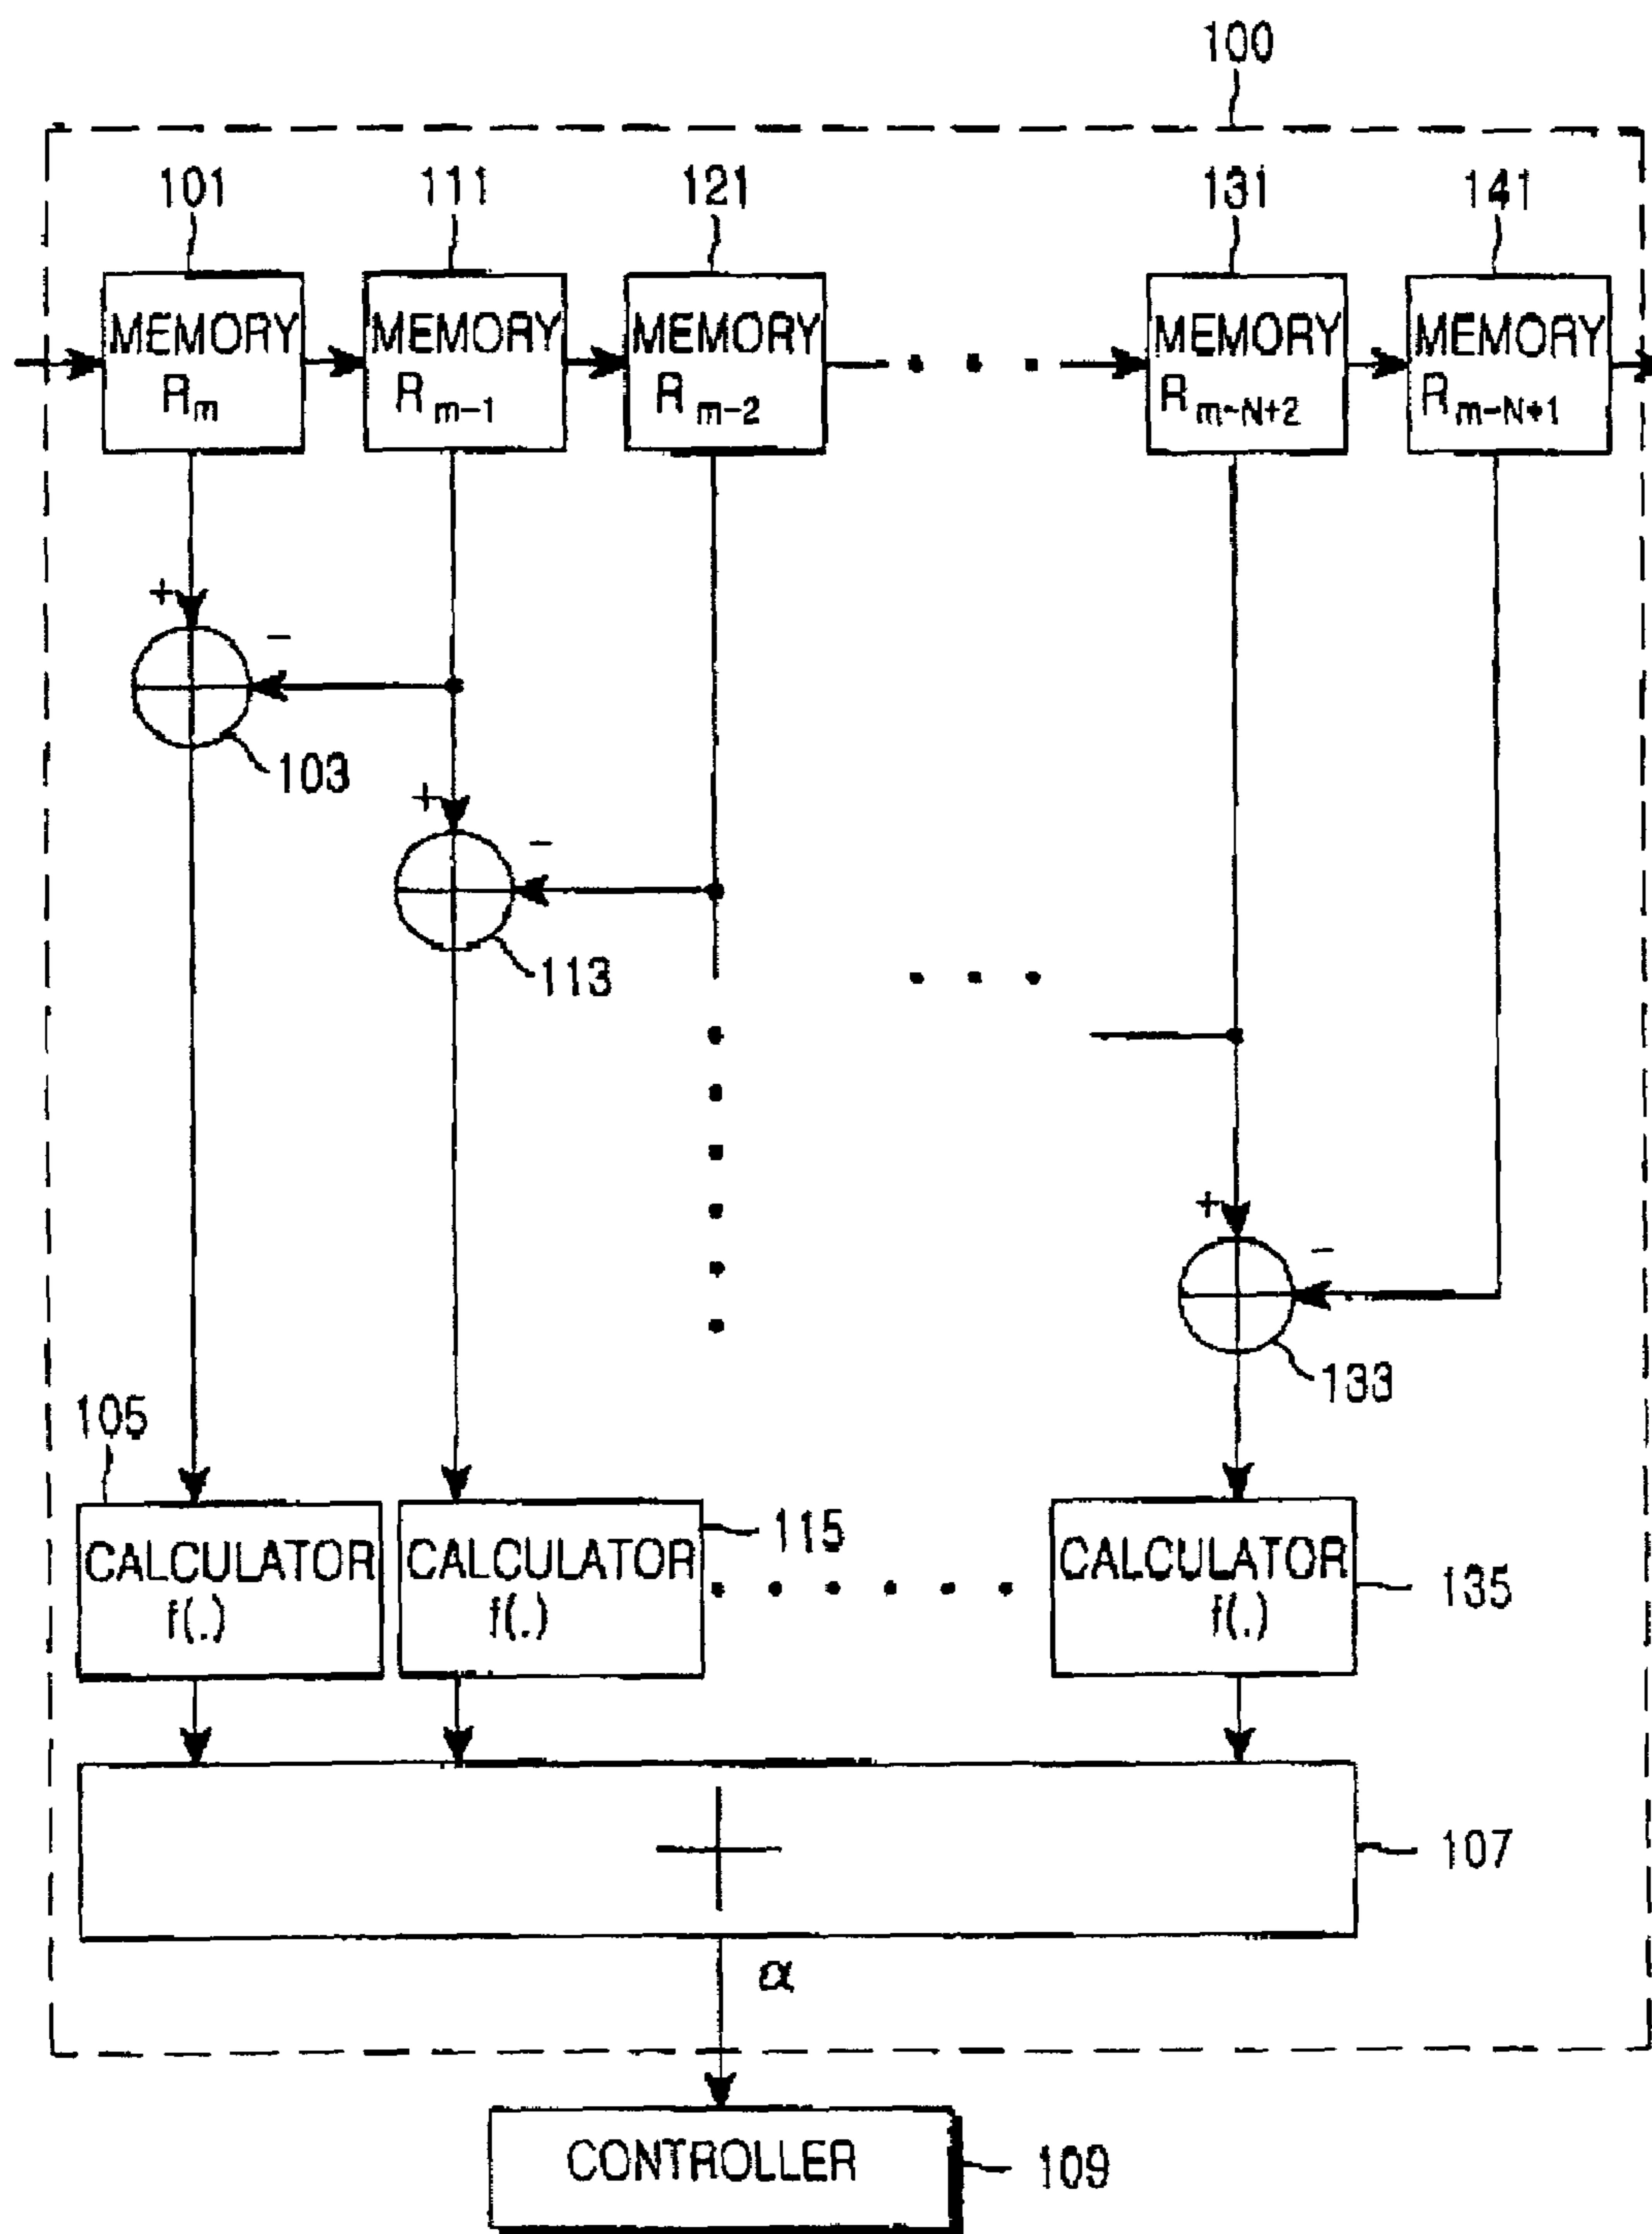 100
101 111 121 131 141
MEMORY MEMORY MEMORY MEMORY MEMORY
Rm Rm-1 Rm-2 Rm-N+2 Rm-N+1
+ -
103
+ -
113
+ -
133
105
115
CALCULATOR CALCULATOR CALCULATOR
135
f(.) f(.) f(.)
+
107
α
CONTROLLER
109